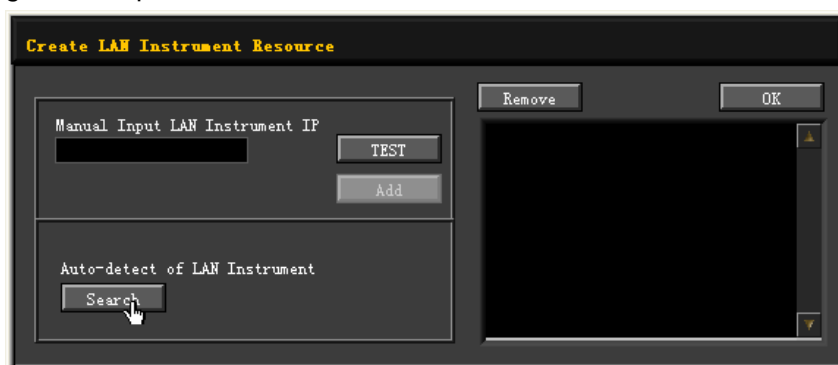 Create LAN Instrument Resource
Remove
OK
Manual Input LAN Instrument IP
TEST
Add
Auto-detect of LAN Instrument
Search